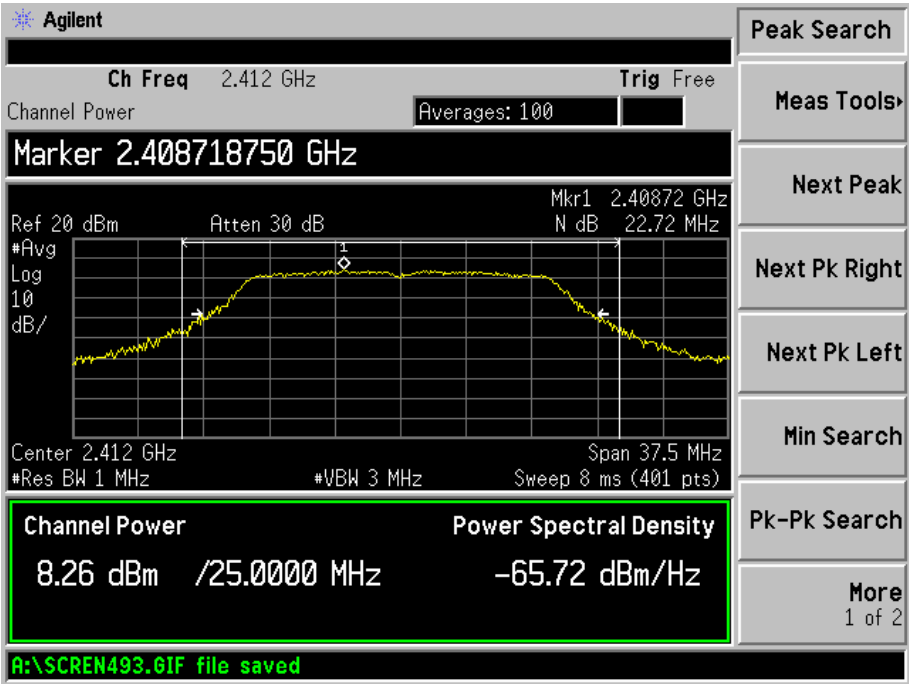 Agilent
Peak Search
Ch Freq 2.412 GHz Trig Free
Channel Power Averages: 100
Meas Tools
Marker 2.408718750 GHz
Next Peak
Mkr1 2.40872 GHz
Ref 20 dBm Atten 30 dB N dB 22.72 MHz
#Avg
Log
10
dB/
1
Next Pk Right
Next Pk Left
Min Search
Center 2.412 GHz Span 37.5 MHz
#Res BW 1 MHz #VBW 3 MHz Sweep 8 ms (401 pts)
Channel Power Power Spectral Density
Pk-Pk Search
8.26 dBm /25.0000 MHz -65.72 dBm/Hz
More
1 of 2
A:\SCREN493.GIF file saved